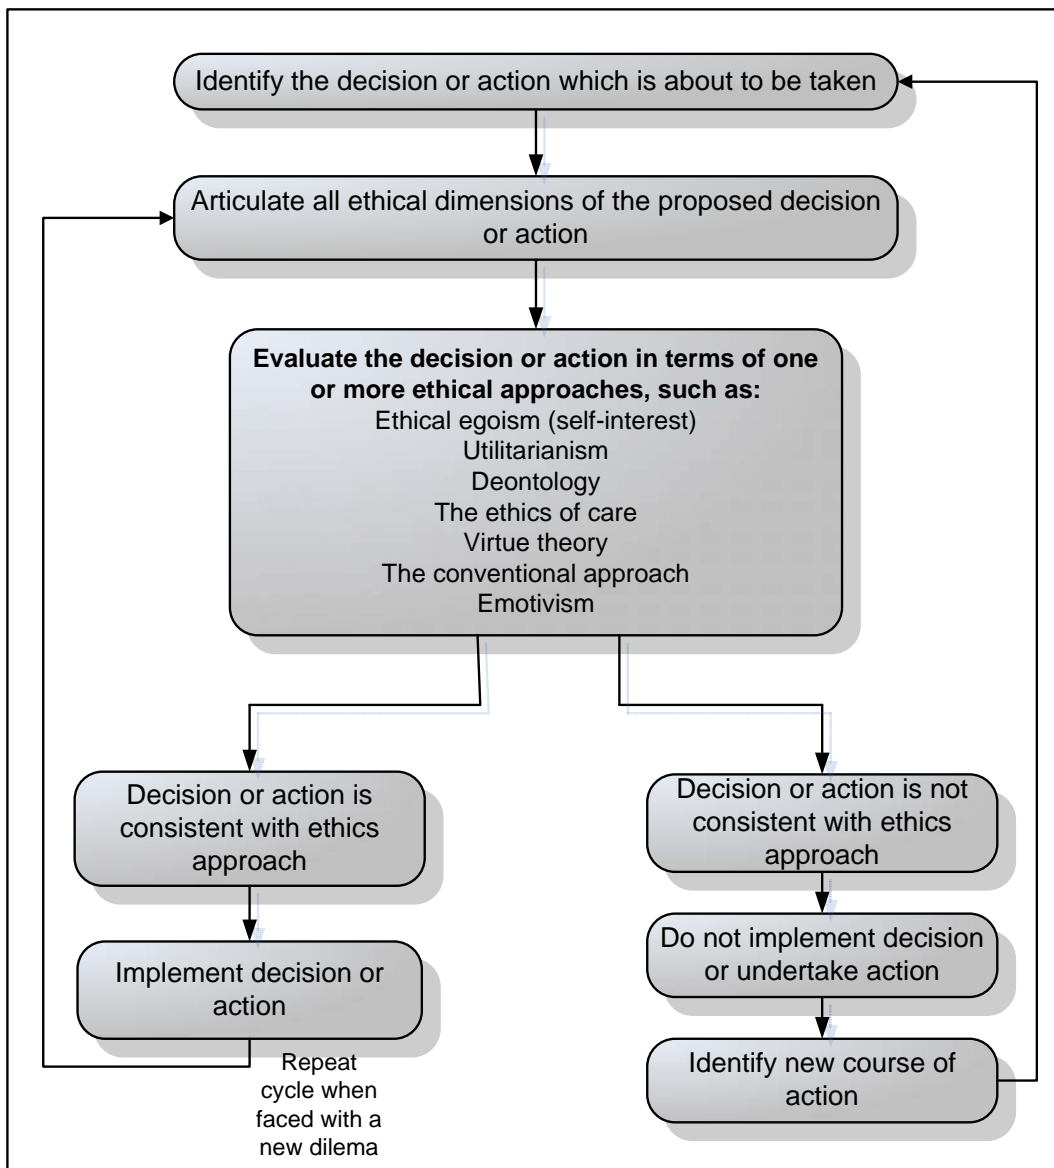 Identify the decision or action which is about to be taken
Articulate all ethical dimensions of the proposed decision
or action
Evaluate the decision or action in terms of one
or more ethical approaches, such as:
Ethical egoism (self-interest)
Utilitarianism
Deontology
The ethics of care
Virtue theory
The conventional approach
Emotivism
Decision or action is
consistent with ethics
approach
Implement decision or
action
Repeat
cycle when
faced with a
new dilema
Decision or action is not
consistent with ethics
approach
Do not implement decision
or undertake action
Identify new course of
action